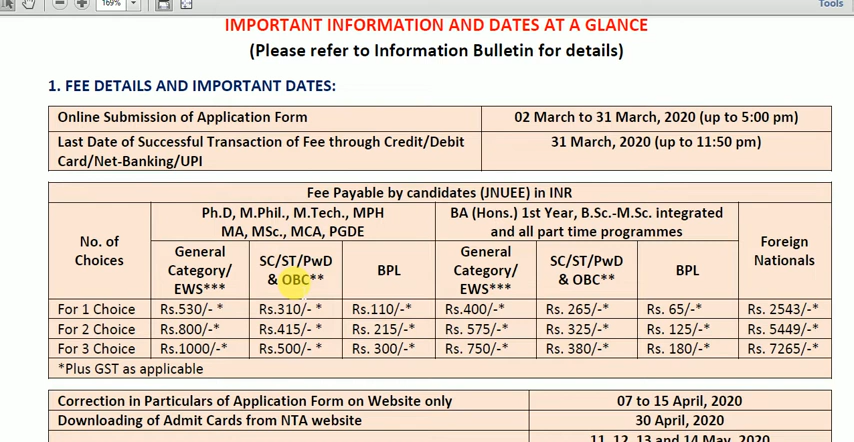 169%
Tools
IMPORTANT INFORMATION AND DATES AT A GLANCE
(Please refer to Information Bulletin for details)
1. FEE DETAILS AND IMPORTANT DATES:
Online Submission of Application Form 02 March to 31 March, 2020 (up to 5:00 pm)
Last Date of Successful Transaction of Fee through Credit/Debit Card/Net-Banking/UPI 31 March, 2020 (up to 11:50 pm)
Fee Payable by candidates (JNUEE) in INR
No. of Choices
Ph.D, M.Phil., M.Tech., MPH
MA, MSc., MCA, PGDE
BA (Hons.) 1st Year, B.Sc.-M.Sc. integrated
and all part time programmes
Foreign Nationals
General Category/ EWS***
SC/ST/PwD & OBC**
BPL
General Category/ EWS***
SC/ST/PwD & OBC**
BPL
For 1 Choice Rs.530/- * Rs.310/- * Rs.110/-* Rs.400/-* Rs. 265/-* Rs. 65/-* Rs. 2543/-*
For 2 Choice Rs.800/- * Rs.415/- * Rs. 215/-* Rs. 575/-* Rs. 325/-* Rs. 125/-* Rs. 5449/-*
For 3 Choice Rs.1000/-* Rs.500/- * Rs. 300/-* Rs. 750/-* Rs. 380/-* Rs. 180/-* Rs. 7265/-*
*Plus GST as applicable
Correction in Particulars of Application Form on Website only 07 to 15 April, 2020
Downloading of Admit Cards from NTA website 30 April, 2020
11, 12, 13 and 14 May, 2020